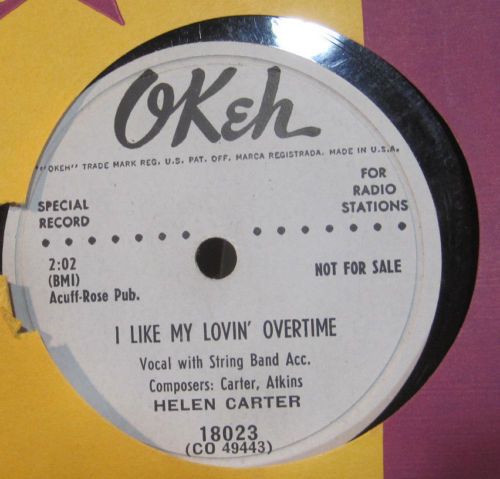 OKeh
"OKEH" TRADE MARK REG. U.S. PAT. OFF. MARCA REGISTRADA. MADE IN U.S.A.
SPECIAL
RECORD
FOR
RADIO
STATIONS
2:02
(BMI)
Acuff-Rose Pub.
NOT FOR SALE
I LIKE MY LOVIN' OVERTIME
Vocal with String Band Acc.
Composers: Carter, Atkins
HELEN CARTER
18023
(CO 49443)